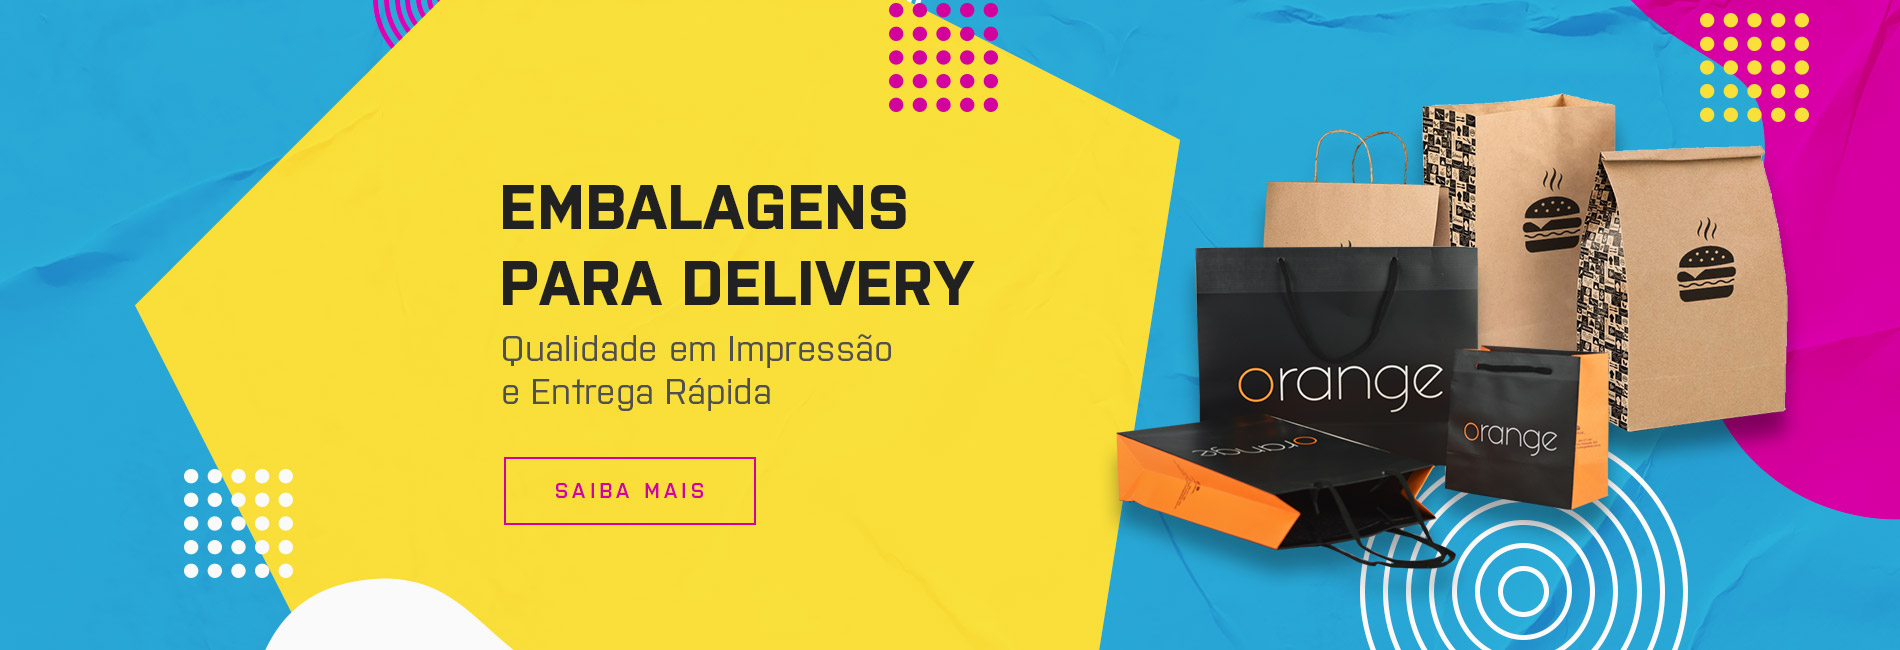 EMBALAGENS
PARA DELIVERY
Qualidade em Impressão
e Entrega Rápida
SAIBA MAIS
orange
orange
orange